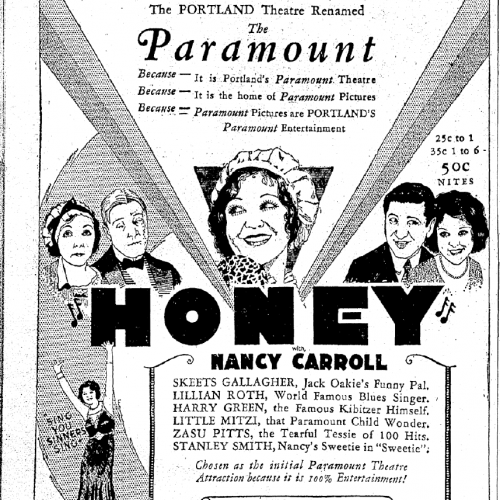 The PORTLAND Theatre Renamed
The
Paramount
Because — It is Portland's Paramount Theatre
Because — It is the home of Paramount Pictures
Because — Paramount Pictures are PORTLAND'S
Paramount Entertainment
25c to 1
35c 1 to 6 -
50c
NITES
HONEY
with
NANCY CARROLL
SKEETS GALLAGHER, Jack Oakie's Funny Pal.
LILLIAN ROTH, World Famous Blues Singer.
HARRY GREEN, the Famous Kibitzer Himself.
LITTLE MITZI, that Paramount Child Wonder.
ZASU PITTS, the Tearful Tessie of 100 Hits.
STANLEY SMITH, Nancy's Sweetie in "Sweetie";
Chosen as the initial Paramount Theatre
Attraction because it is 100% Entertainment!
"SING
YOU
SINNERS